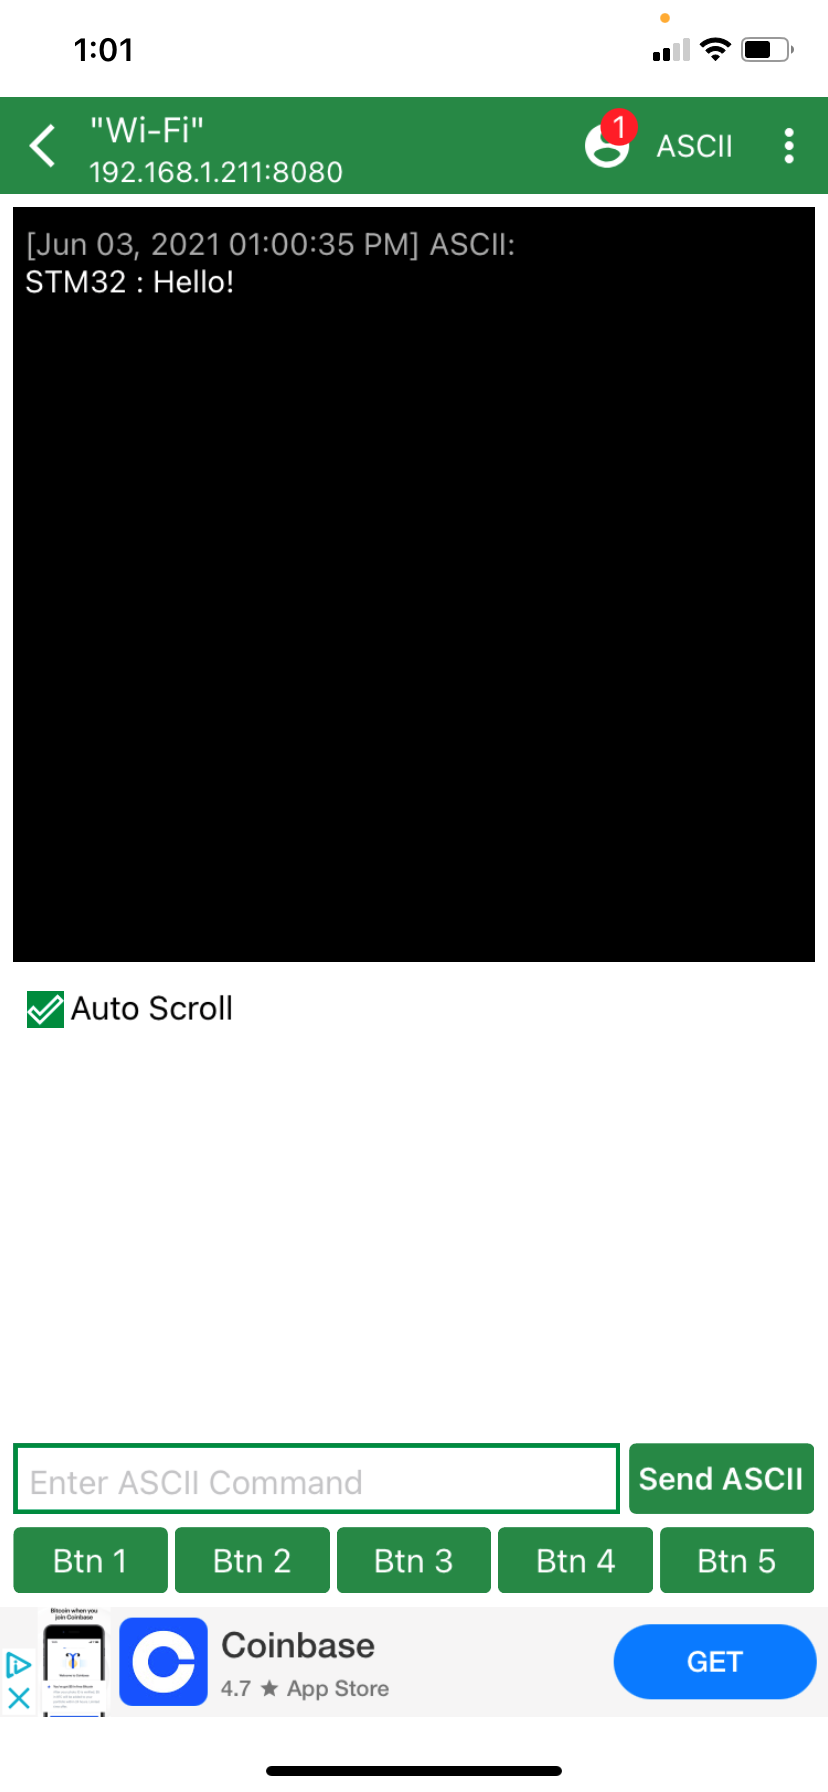 1:01
"Wi-Fi"
192.168.1.211:8080
1
ASCII
[Jun 03, 2021 01:00:35 PM] ASCII:
STM32 : Hello!
Auto Scroll
Enter ASCII Command
Send ASCII
Btn 1
Btn 2
Btn 3
Btn 4
Btn 5
Bitcoin when you
join Coinbase
Coinbase
4.7 ★ App Store
GET